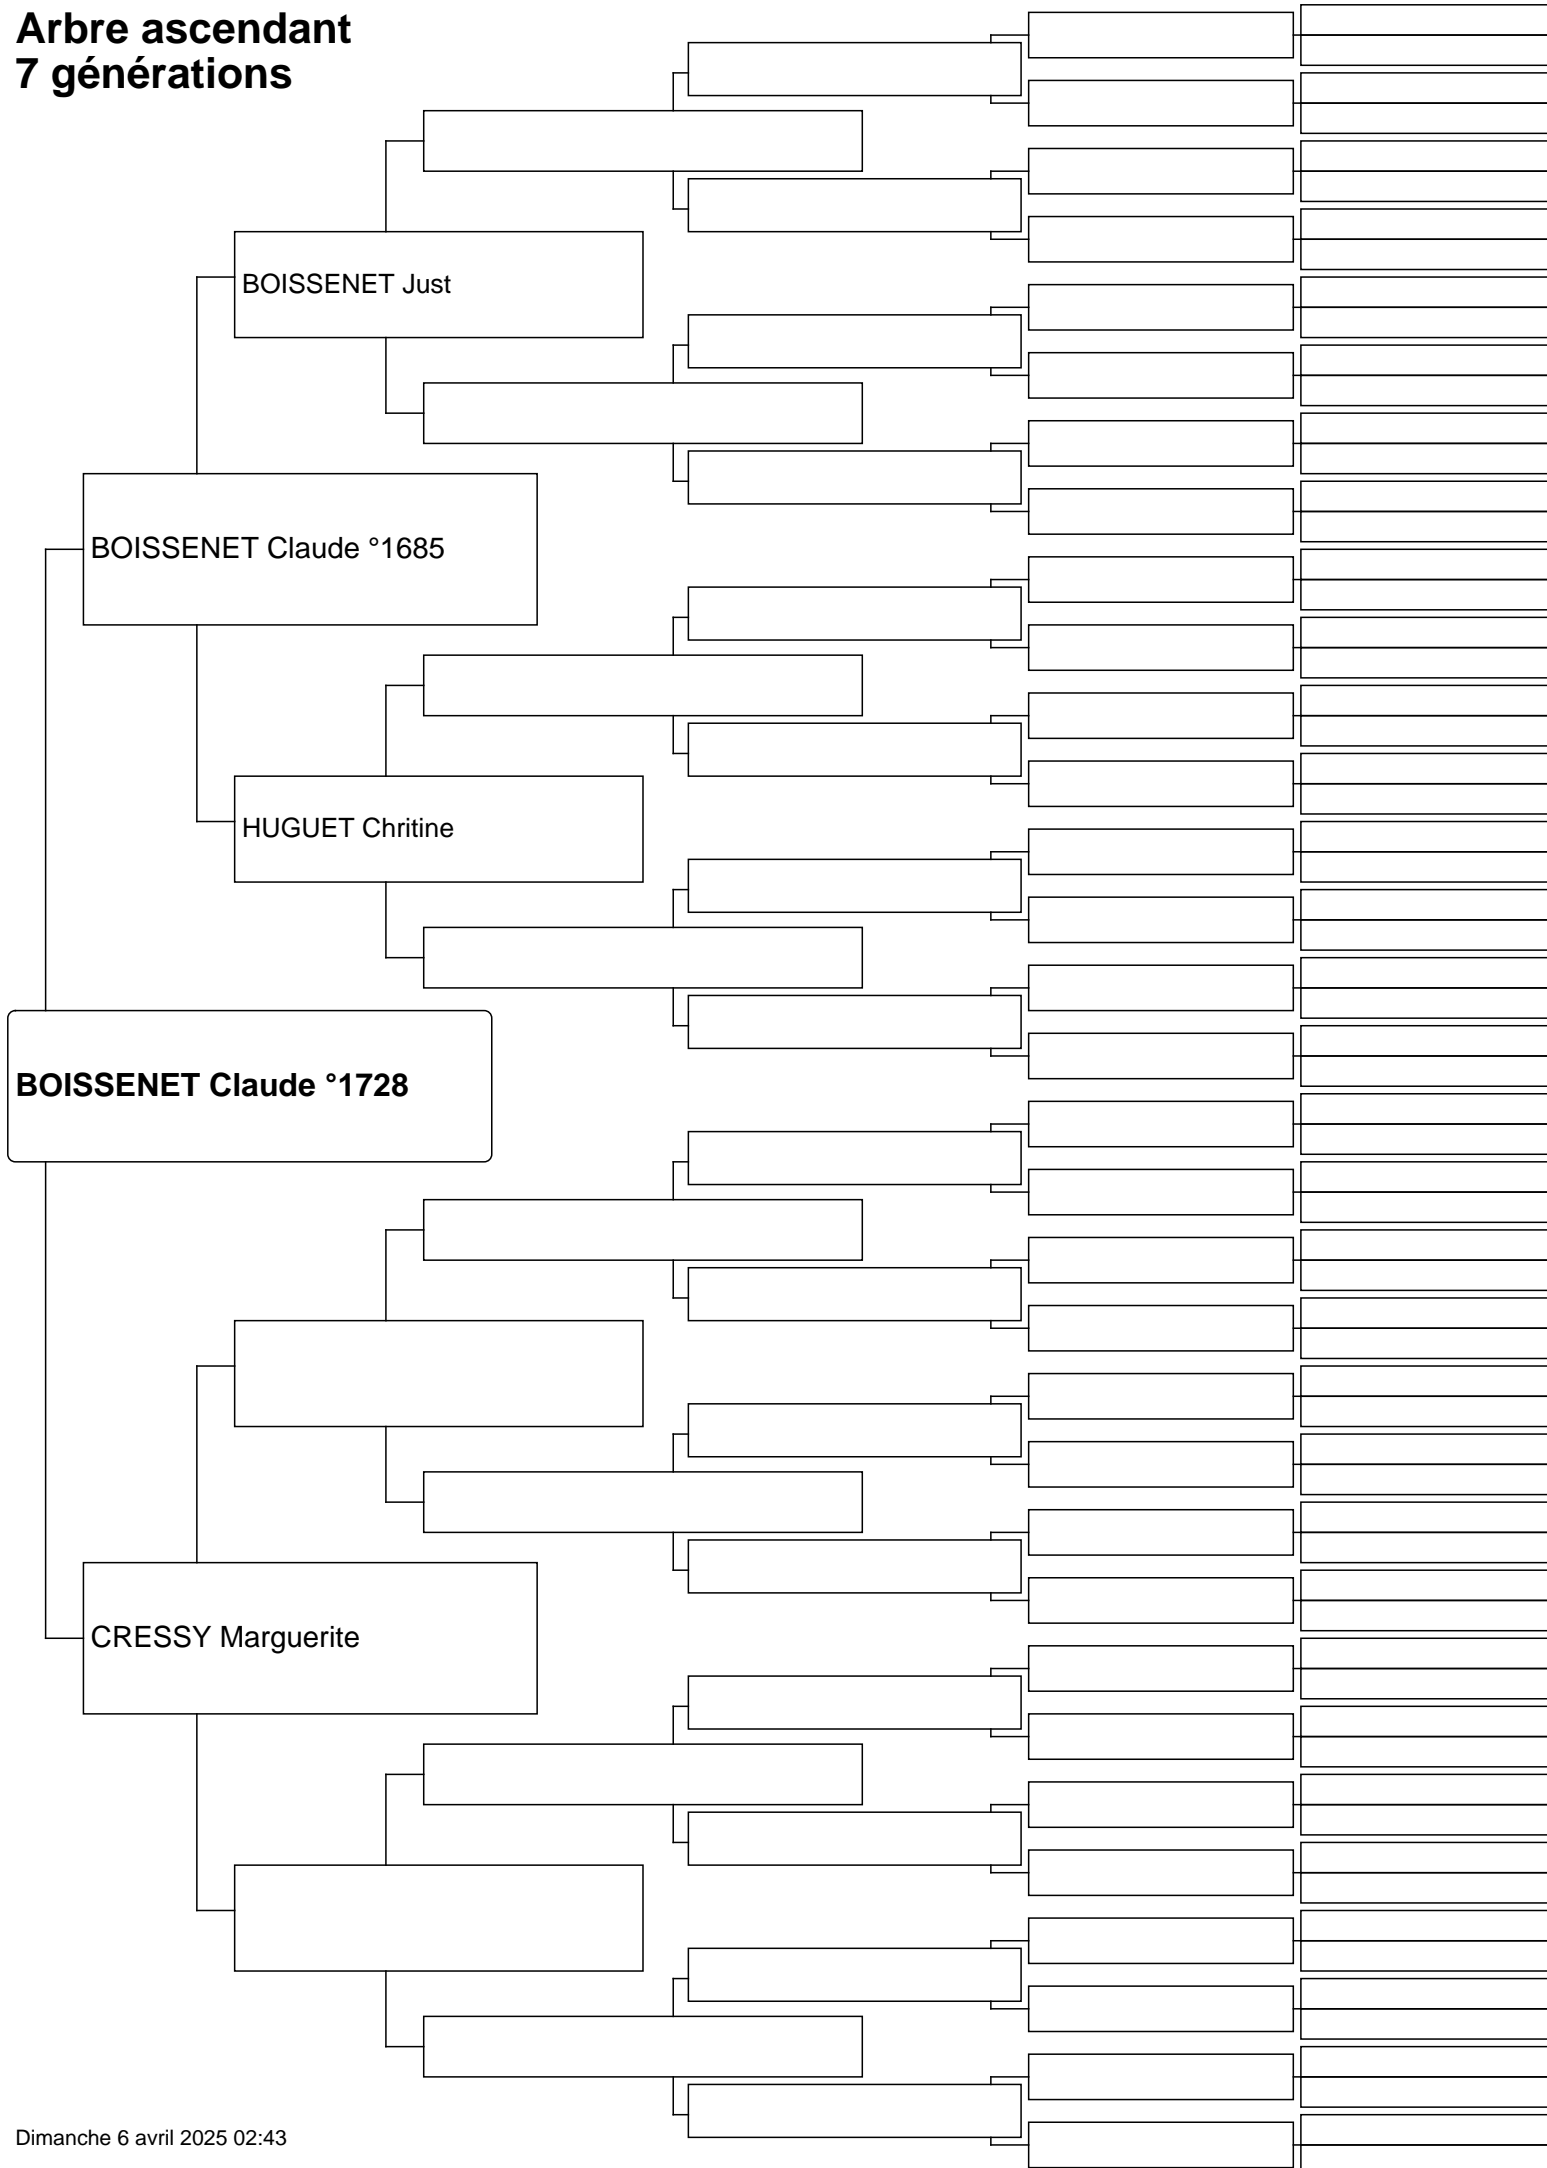 Arbre ascendant
7 générations
BOISSENET Just
BOISSENET Claude °1685
HUGUET Chritine
BOISSENET Claude °1728
CRESSY Marguerite
Dimanche 6 avril 2025 02:43